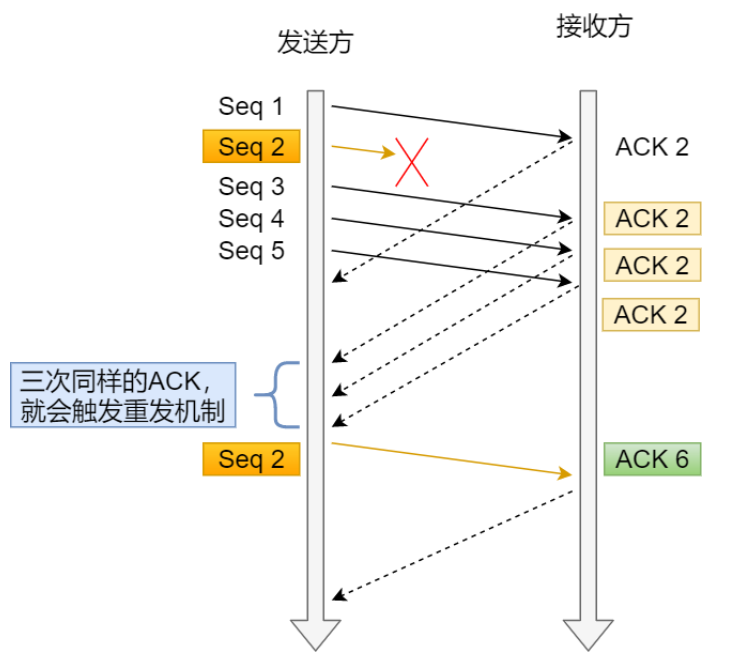 发送方
接收方
Seq 1
Seq 2
ACK 2
Seq 3
Seq 4
ACK 2
Seq 5
ACK 2
ACK 2
三次同样的ACK，
就会触发重发机制
Seq 2
ACK 6